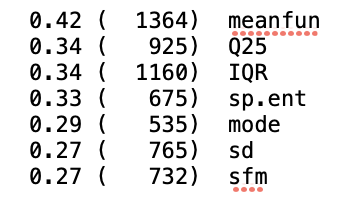 0.42 (  1364)  meanfun
0.34 (   925)  Q25
0.34 (  1160)  IQR
0.33 (   675)  sp.ent
0.29 (   535)  mode
0.27 (   765)  sd
0.27 (   732)  sfm